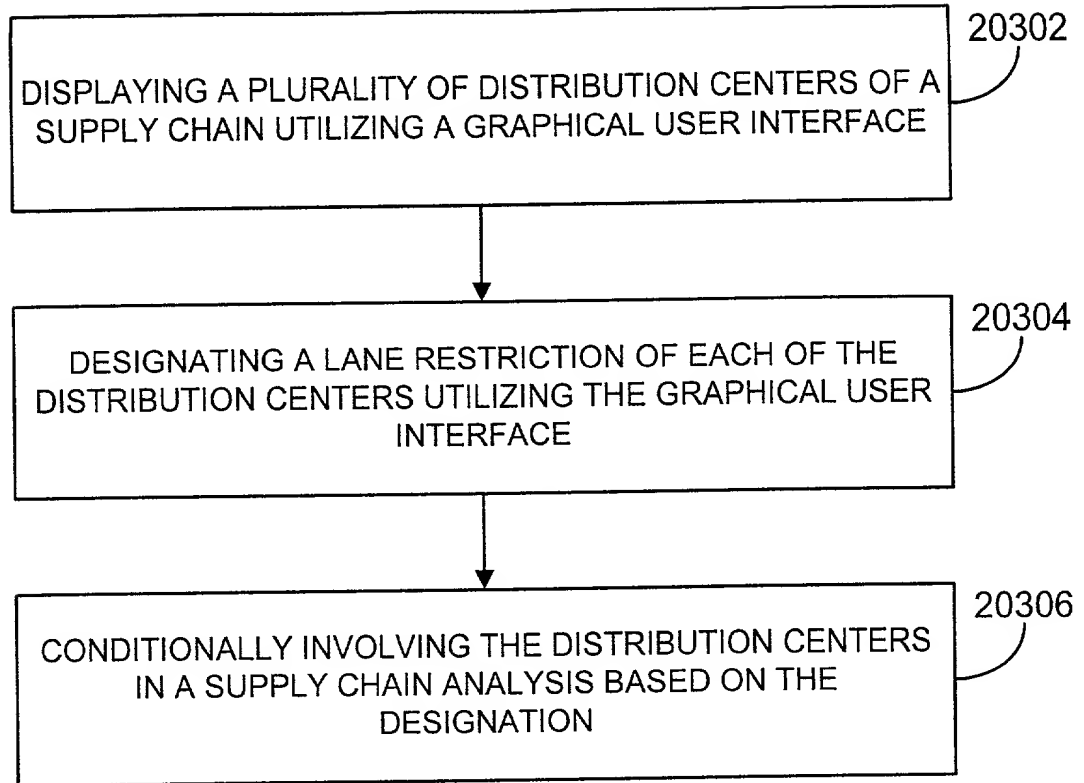 20302
DISPLAYING A PLURALITY OF DISTRIBUTION CENTERS OF A
SUPPLY CHAIN UTILIZING A GRAPHICAL USER INTERFACE
20304
DESIGNATING A LANE RESTRICTION OF EACH OF THE
DISTRIBUTION CENTERS UTILIZING THE GRAPHICAL USER
INTERFACE
20306
CONDITIONALLY INVOLVING THE DISTRIBUTION CENTERS
IN A SUPPLY CHAIN ANALYSIS BASED ON THE
DESIGNATION